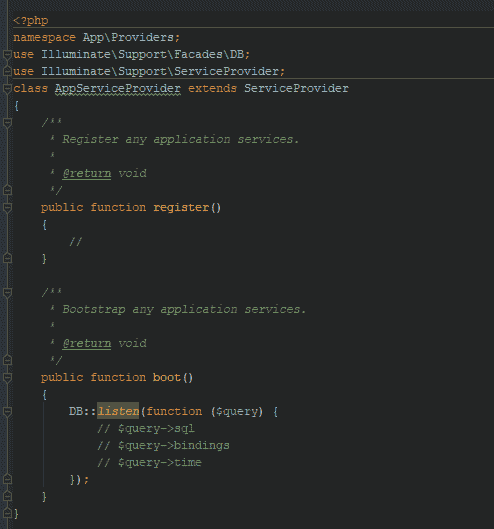 <?php
namespace App\Providers;
use Illuminate\Support\Facades\DB;
use Illuminate\Support\ServiceProvider;
class AppServiceProvider extends ServiceProvider
{
    /**
     * Register any application services.
     *
     * @return void
     */
    public function register()
    {
        //
    }

    /**
     * Bootstrap any application services.
     *
     * @return void
     */
    public function boot()
    {
        DB::listen(function ($query) {
            // $query->sql
            // $query->bindings
            // $query->time
        });
    }
}